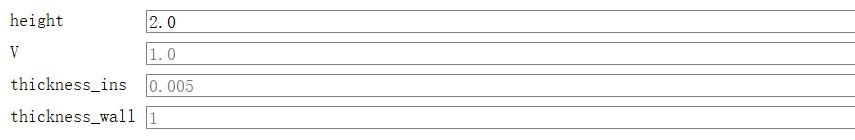 height 2.0
V 1.0
thickness_ins 0.005
thickness_wall 1